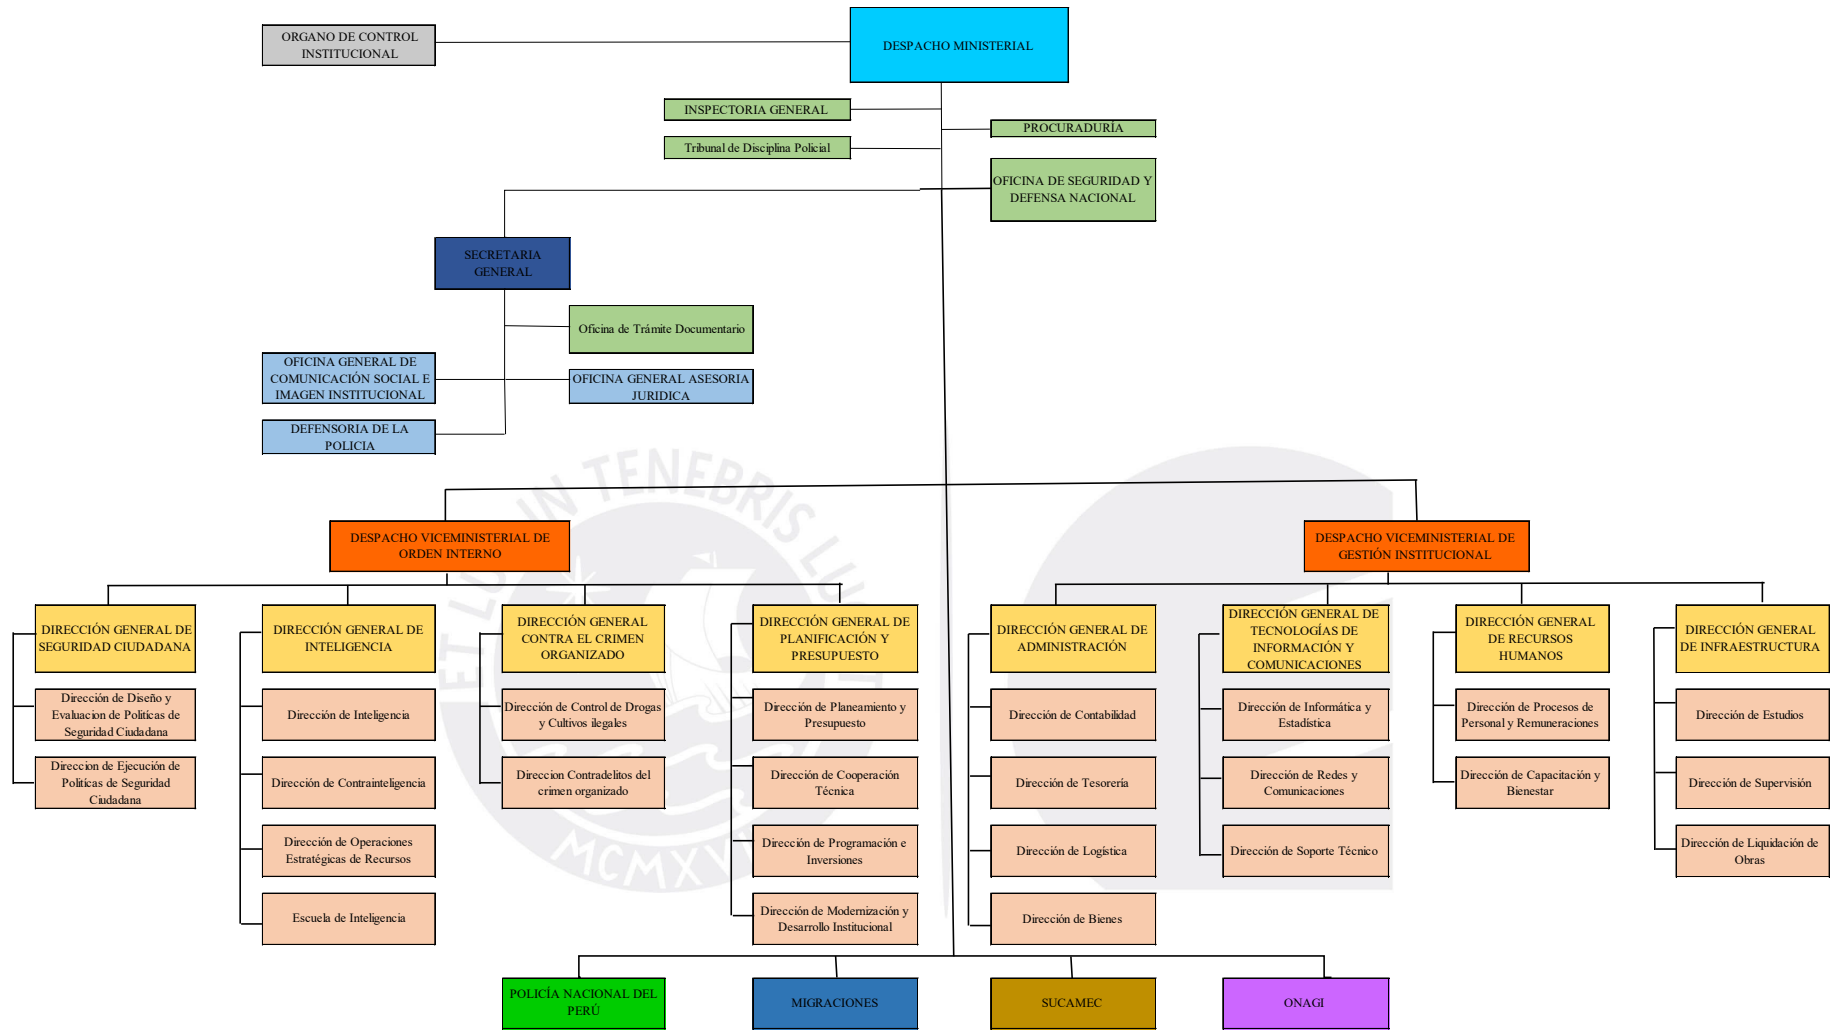 ORGANO DE CONTROL
INSTITUCIONAL
DESPACHO MINISTERIAL
INSPECTORIA GENERAL
PROCURADURÍA
Tribunal de Disciplina Policial
OFICINA DE SEGURIDAD Y
DEFENSA NACIONAL
SECRETARIA
GENERAL
Oficina de Trámite Documentario
OFICINA GENERAL DE
COMUNICACIÓN SOCIAL E
IMAGEN INSTITUCIONAL
OFICINA GENERAL ASESORIA
JURIDICA
DEFENSORIA DE LA
POLICIA
ET LUX IN TENEBRIS LUCET
MCMXVII
DESPACHO VICEMINISTERIAL DE
ORDEN INTERNO
DESPACHO VICEMINISTERIAL DE
GESTIÓN INSTITUCIONAL
DIRECCIÓN GENERAL DE
SEGURIDAD CIUDADANA
DIRECCIÓN GENERAL DE
INTELIGENCIA
DIRECCIÓN GENERAL
CONTRA EL CRIMEN
ORGANIZADO
DIRECCIÓN GENERAL DE
PLANIFICACIÓN Y
PRESUPUESTO
DIRECCIÓN GENERAL DE
ADMINISTRACIÓN
DIRECCIÓN GENERAL DE
TECNOLOGÍAS DE
INFORMACIÓN Y
COMUNICACIONES
DIRECCIÓN GENERAL
DE RECURSOS
HUMANOS
DIRECCIÓN GENERAL
DE INFRAESTRUCTURA
Dirección de Diseño y
Evaluacion de Politicas de
Seguridad Ciudadana
Dirección de Inteligencia
Dirección de Control de Drogas
y Cultivos ilegales
Dirección de Planeamiento y
Presupuesto
Dirección de Contabilidad
Dirección de Informática y
Estadística
Dirección de Procesos de
Personal y Remuneraciones
Dirección de Estudios
Direccion de Ejecución de
Politícas de Seguridad
Ciudadana
Dirección de Contrainteligencia
Direccion Contradelitos del
crimen organizado
Dirección de Cooperación
Técnica
Dirección de Tesorería
Dirección de Redes y
Comunicaciones
Dirección de Capacitación y
Bienestar
Dirección de Supervisión
Dirección de Operaciones
Estratégicas de Recursos
Dirección de Programación e
Inversiones
Dirección de Logística
Dirección de Soporte Técnico
Dirección de Liquidación de
Obras
Escuela de Inteligencia
Dirección de Modernización y
Desarrollo Institucional
Dirección de Bienes
POLICÍA NACIONAL DEL
PERÚ
MIGRACIONES
SUCAMEC
ONAGI